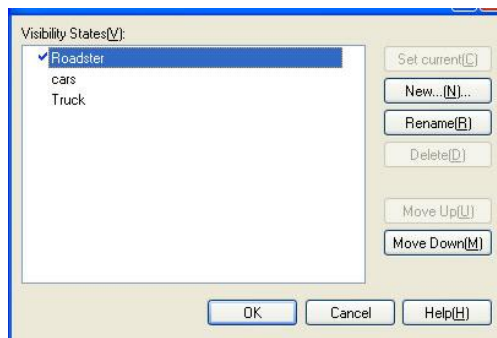 Visibility States(V):
Roadster
cars
Truck
Set current(C)
New...(N)...
Rename(R)
Delete(D)
Move Up(U)
Move Down(M)
OK
Cancel
Help(H)